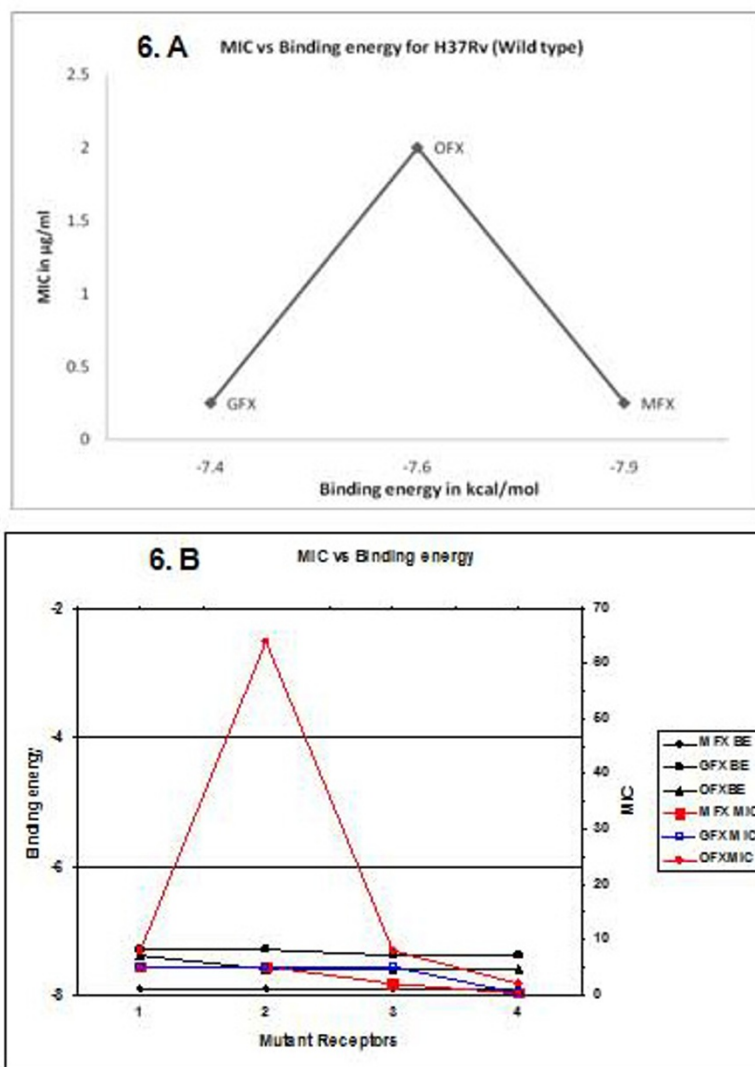 6. A MIC vs Binding energy for H37Rv (Wild type)
2.5
2
1.5
1
0.5
0
MIC in µg/ml
OFX
GFX
MFX
-7.4 -7.6 -7.9
Binding energy in kcal/mol
6. B MIC vs Binding energy
-2
-4
-6
-8
Binding energy
70
60
50
40
30
20
10
0
MIC
MFX BE
GFX BE
OFXBE
MFX MIC
GFX MIC
OFXMIC
1 2 3 4
Mutant Receptors